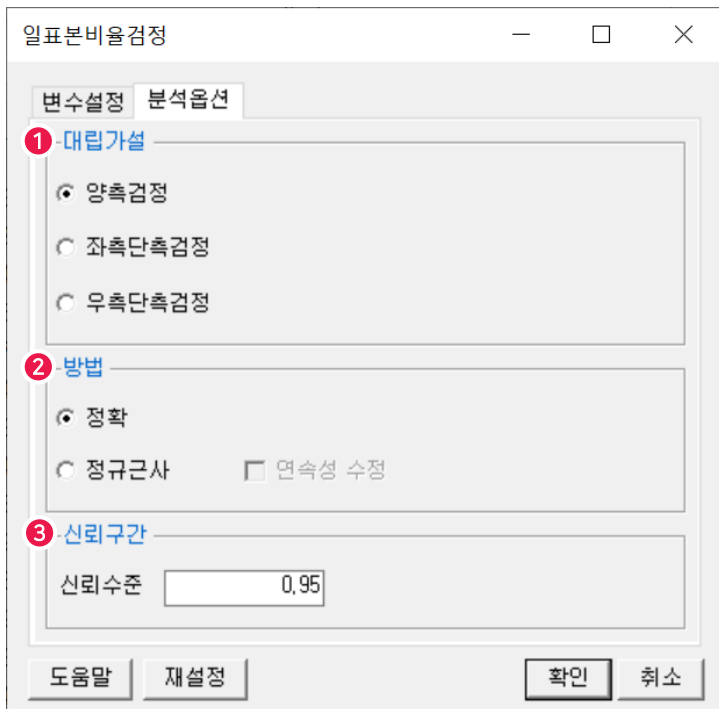 일표본비율검정
변수설정 분석옵션
1 대립가설
양측검정
좌측단측검정
우측단측검정
2 방법
정확
정규근사 연속성 수정
3 신뢰구간
신뢰수준 0.95
도움말 재설정 확인 취소